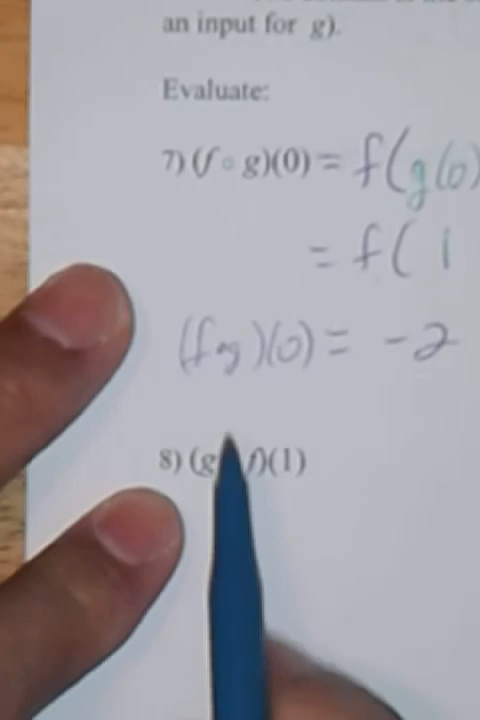 an input for g).
Evaluate:
7) (f ∘ g)(0) = f(g(0)
= f( 1
(f∘g)(0) = -2
8) (g f)(1)